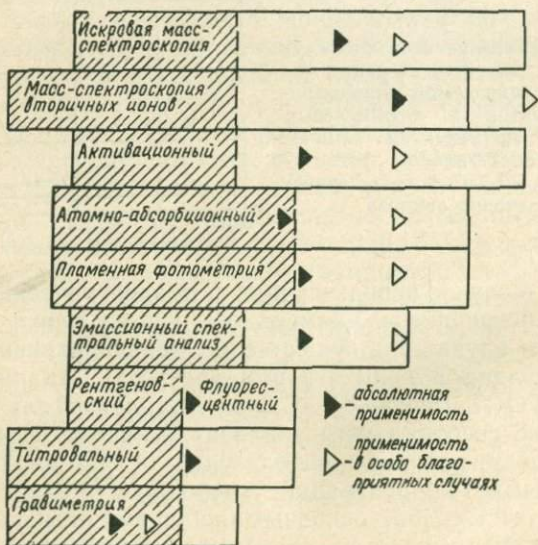 Искровая масс-
спектроскопия
Масс-спектроскопия
вторичных ионов
Активационный
Атомно-абсорбционный
Пламенная фотометрия
Эмиссионный спек-
тральный анализ
Рентгенов-
ский
Флуорес-
центный
Титровальный
Гравиметрия
-абсолютная
применимость
применимость
-в особо благо-
приятных случаях